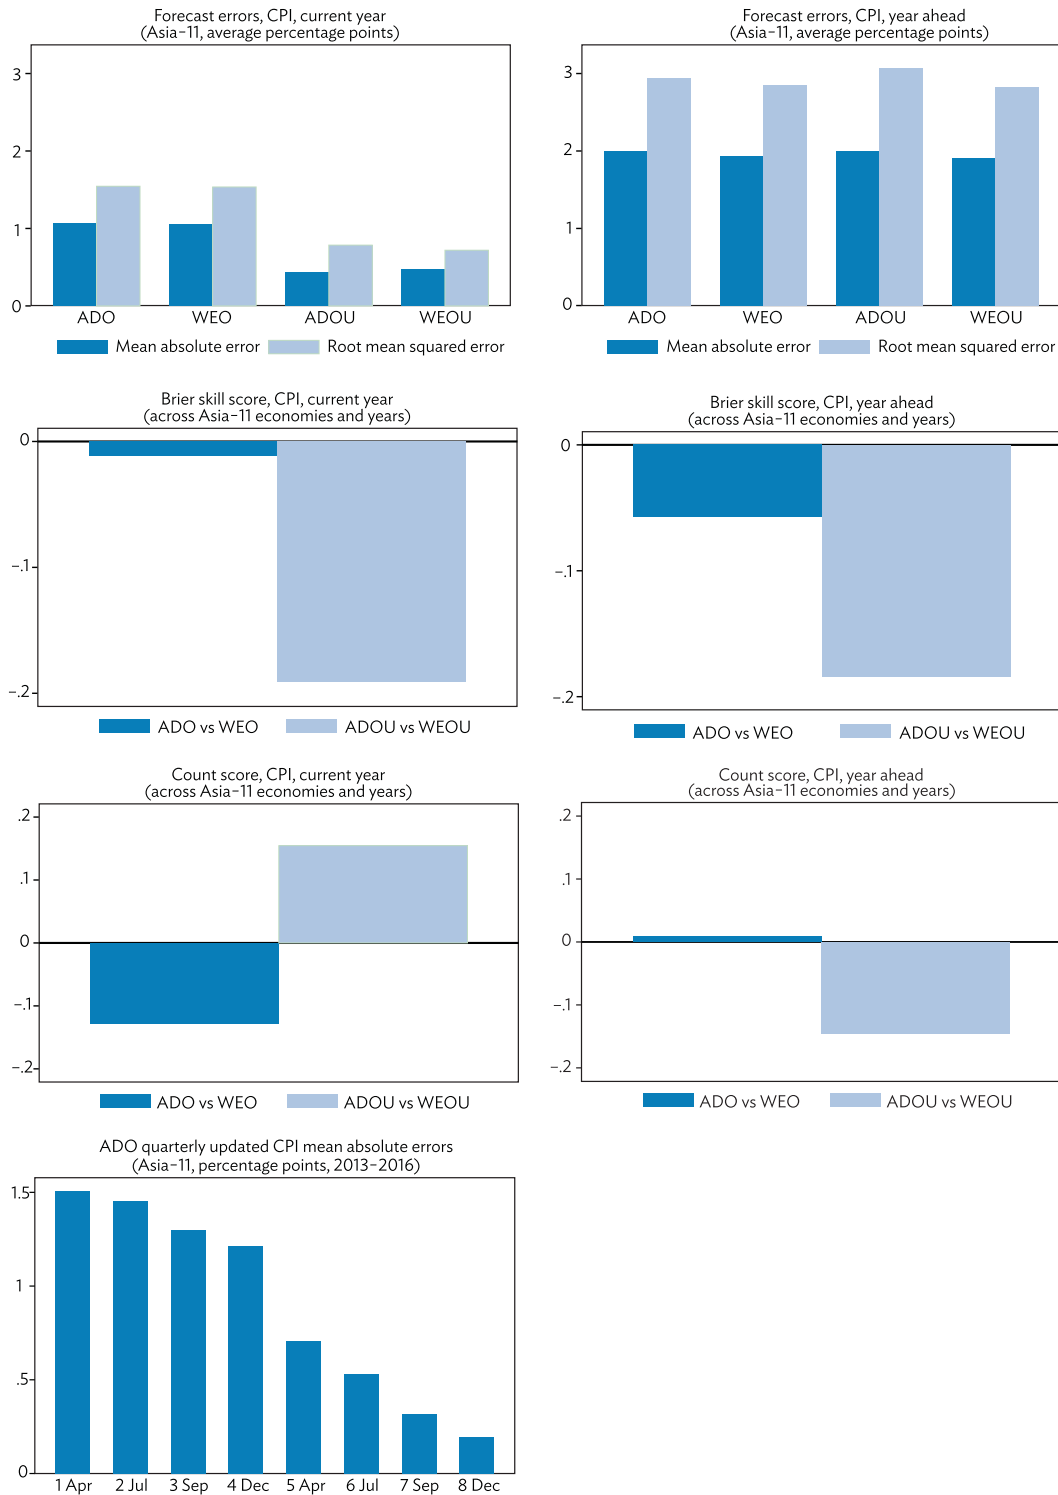 Forecast errors, CPI, current year
(Asia–11, average percentage points)
3
2
1
0
ADO WEO ADOU WEOU
Mean absolute error Root mean squared error
Forecast errors, CPI, year ahead
(Asia–11, average percentage points)
3
2
1
0
ADO WEO ADOU WEOU
Mean absolute error Root mean squared error
Brier skill score, CPI, current year
(across Asia–11 economies and years)
0
–.1
–.2
ADO vs WEO ADOU vs WEOU
Brier skill score, CPI, year ahead
(across Asia–11 economies and years)
0
–.1
–.2
ADO vs WEO ADOU vs WEOU
Count score, CPI, current year
(across Asia–11 economies and years)
.2
.1
0
–.1
–.2
ADO vs WEO ADOU vs WEOU
Count score, CPI, year ahead
(across Asia–11 economies and years)
.2
.1
0
–.1
–.2
ADO vs WEO ADOU vs WEOU
ADO quarterly updated CPI mean absolute errors
(Asia–11, percentage points, 2013–2016)
1.5
1
.5
0
1 Apr 2 Jul 3 Sep 4 Dec 5 Apr 6 Jul 7 Sep 8 Dec